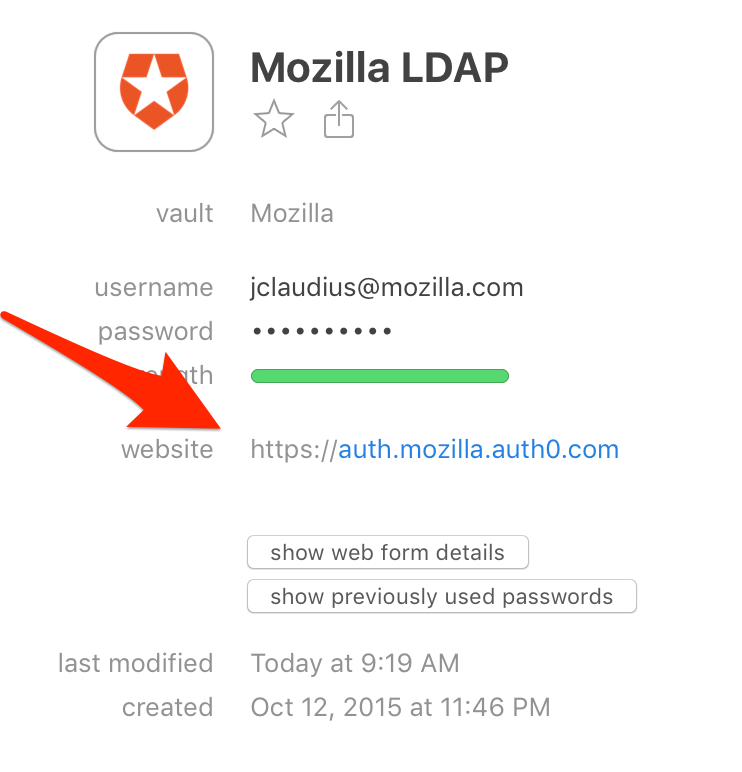 Mozilla LDAP
vault Mozilla
username jclaudius@mozilla.com
password ••••••••••
website https://auth.mozilla.auth0.com
show web form details
show previously used passwords
last modified Today at 9:19 AM
created Oct 12, 2015 at 11:46 PM